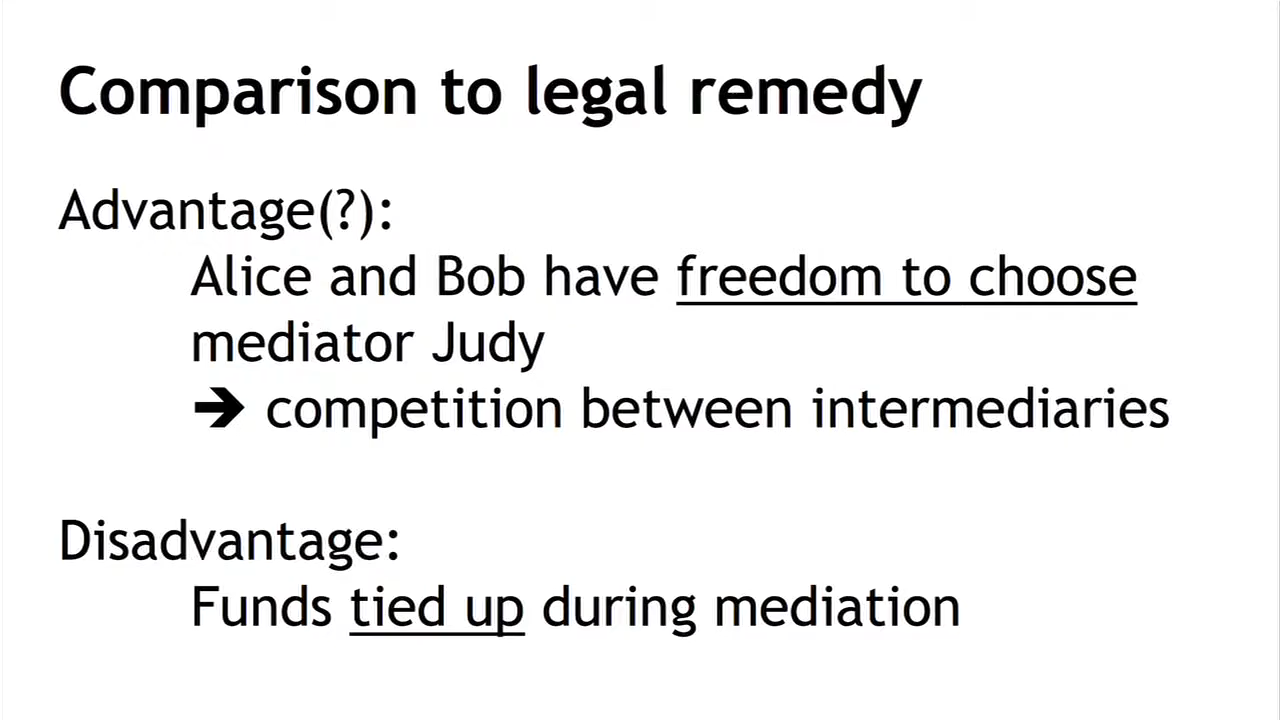 Comparison to legal remedy
Advantage(?):
Alice and Bob have freedom to choose
mediator Judy
➔ competition between intermediaries
Disadvantage:
Funds tied up during mediation